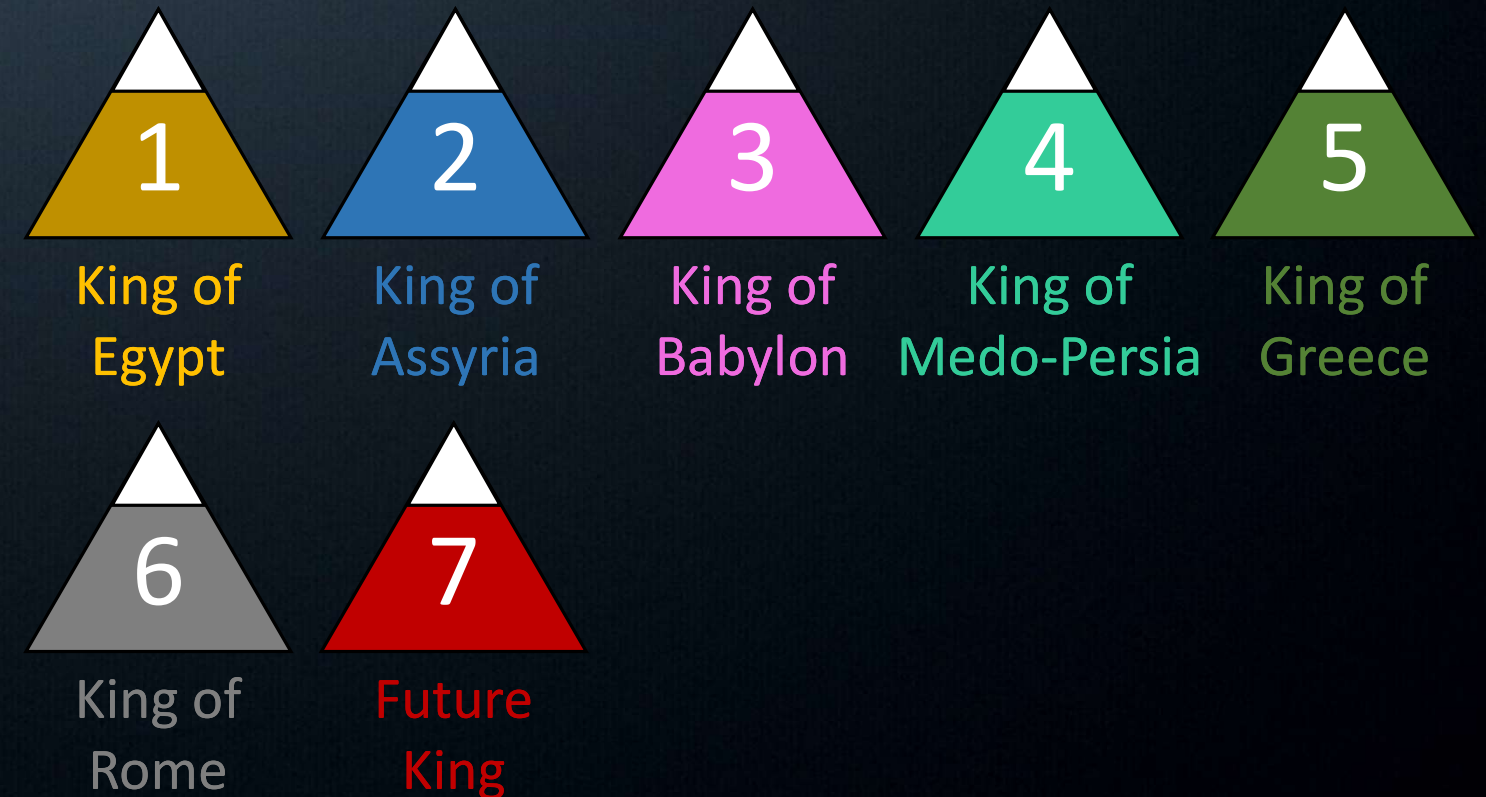 1 2 3 4 5
King of King of King of King of King of
Egypt Assyria Babylon Medo-Persia Greece
6 7
King of Future
Rome King